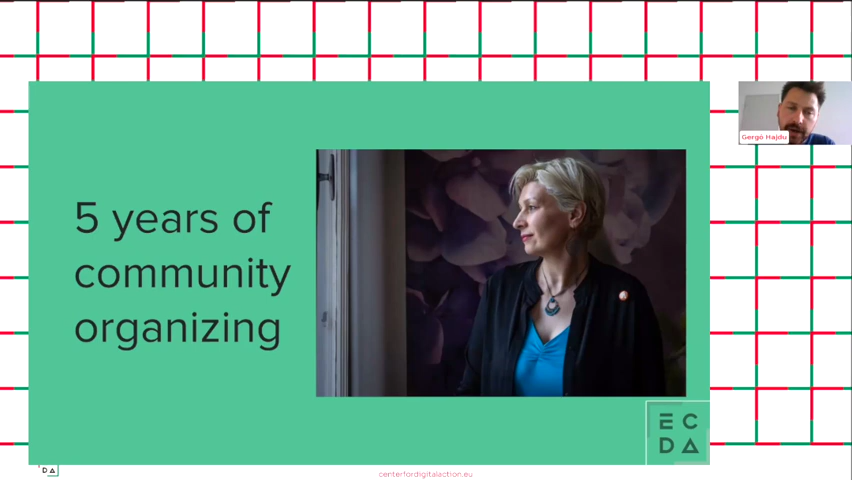 5 years of
community
organizing
Gergő Hajdu
E C
D A
D A
centerfordigitalaction.eu